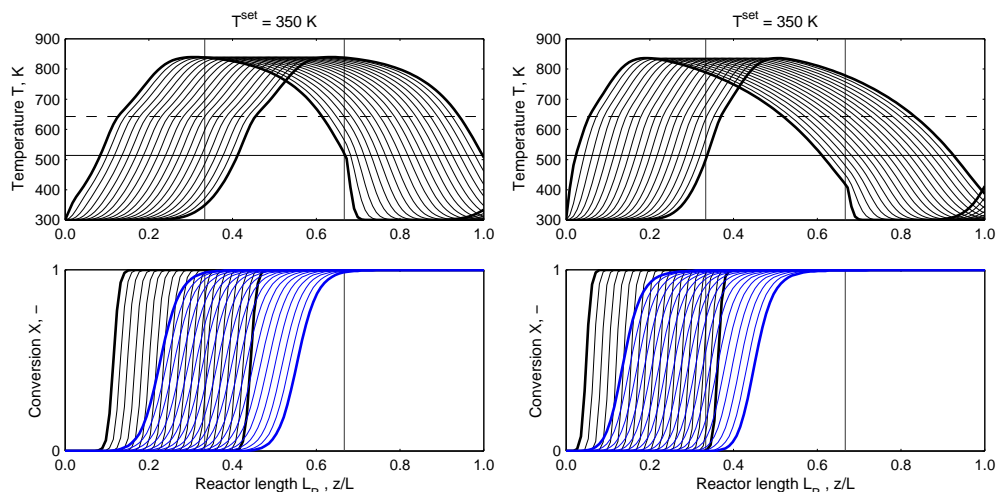 T^set = 350 K
900
800
700
600
500
400
300
Temperature T, K
0.0 0.2 0.4 0.6 0.8 1.0
1
0
Conversion X, –
0.0 0.2 0.4 0.6 0.8 1.0
Reactor length L_R , z/L
T^set = 350 K
900
800
700
600
500
400
300
Temperature T, K
0.0 0.2 0.4 0.6 0.8 1.0
1
0
Conversion X, –
0.0 0.2 0.4 0.6 0.8 1.0
Reactor length L_R , z/L